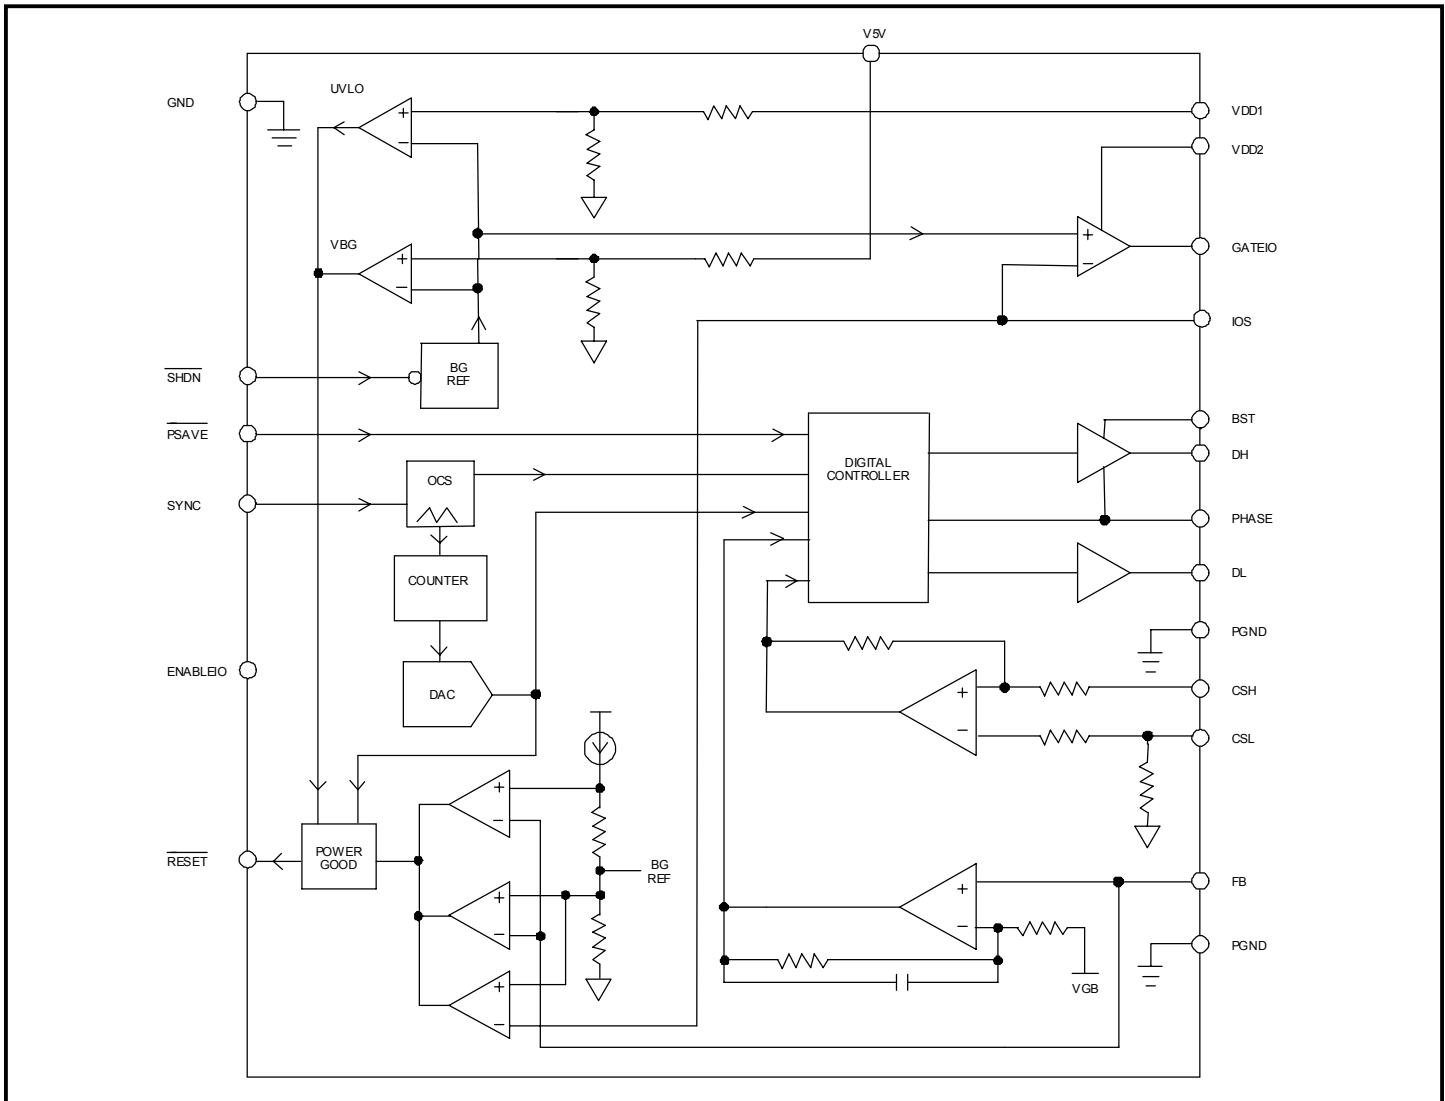 V5V
GND
UVLO
+
−
VDD1
VDD2
VBG
+
−
+
−
GATEIO
IOS
SHDN
BG
REF
PSAVE
BST
DIGITAL
CONTROLLER
DH
OCS
SYNC
PHASE
COUNTER
DL
PGND
ENABLEIO
DAC
+
−
CSH
CSL
+
−
POWER
GOOD
RESET
BG
REF
+
−
FB
+
−
PGND
VGB
+
−